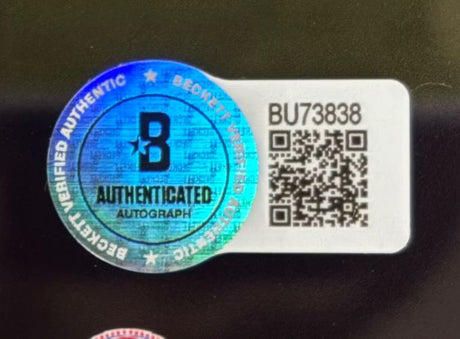 BECKETT VERIFIED AUTHENTIC ★ BECKETT VERIFIED AUTHENTIC ★
B
AUTHENTICATED
AUTOGRAPH
BU73838